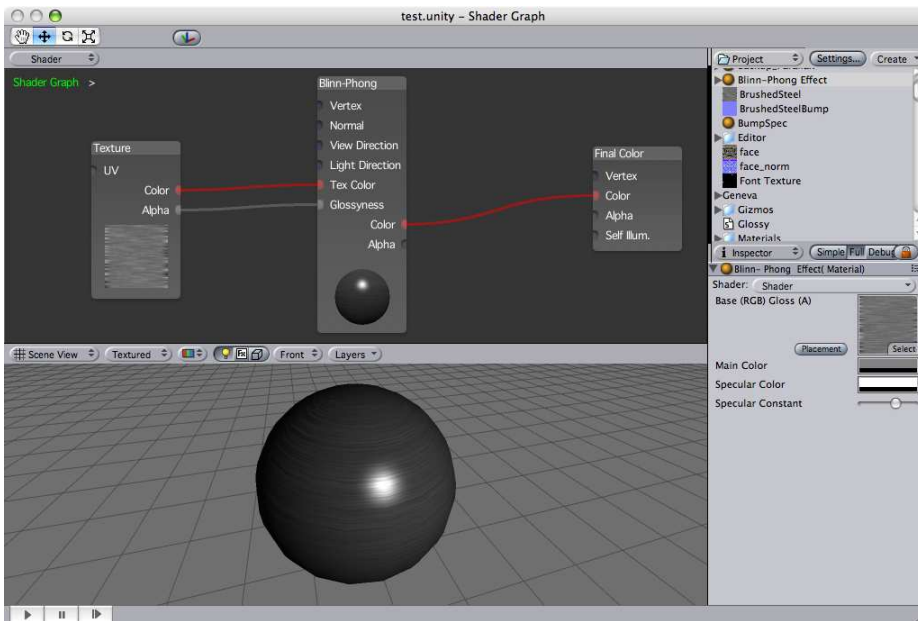 test.unity – Shader Graph
Shader
Shader Graph >
Texture
UV
Color
Alpha
Blinn-Phong
Vertex
Normal
View Direction
Light Direction
Tex Color
Glossyness
Color
Alpha
Final Color
Vertex
Color
Alpha
Self Illum.
Project
Settings...
Create
Blinn-Phong Effect
BrushedSteel
BrushedSteelBump
BumpSpec
Editor
face
face_norm
Font Texture
Geneva
Gizmos
Glossy
Materials
Inspector
Simple Full Debug
Blinn- Phong Effect( Material)
Shader: Shader
Base (RGB) Gloss (A)
Placement
Select
Main Color
Specular Color
Specular Constant
Scene View
Textured
Front
Layers